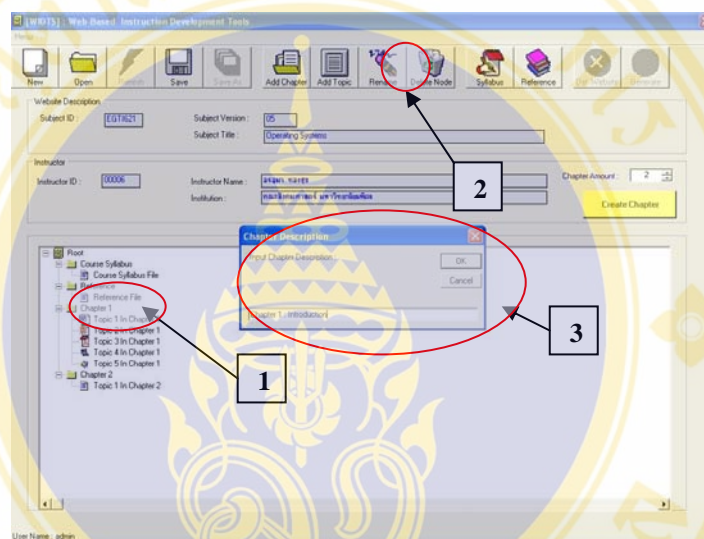 [WIDTS] : Web Based Instruction Development Tools
Menu
New Open Refresh Save Save As Add Chapter Add Topic Rename Delete Node Syllabus Reference Generate
Website Description
Subject ID : EGTI621 Subject Version : 05
Subject Title : Operating Systems
Instructor
Instructor ID : 00006 Instructor Name :
Institution :
Chapter Amount : 2
Create Chapter
2
Chapter Description
Input Chapter Description...
OK
Cancel
Chapter 1 : Introduction
3
Root
Course Syllabus
Course Syllabus File
Reference
Reference File
Chapter 1
Topic 1 In Chapter 1
Topic 2 In Chapter 1
Topic 3 In Chapter 1
Topic 4 In Chapter 1
Topic 5 In Chapter 1
Chapter 2
Topic 1 In Chapter 2
1
User Name : admin